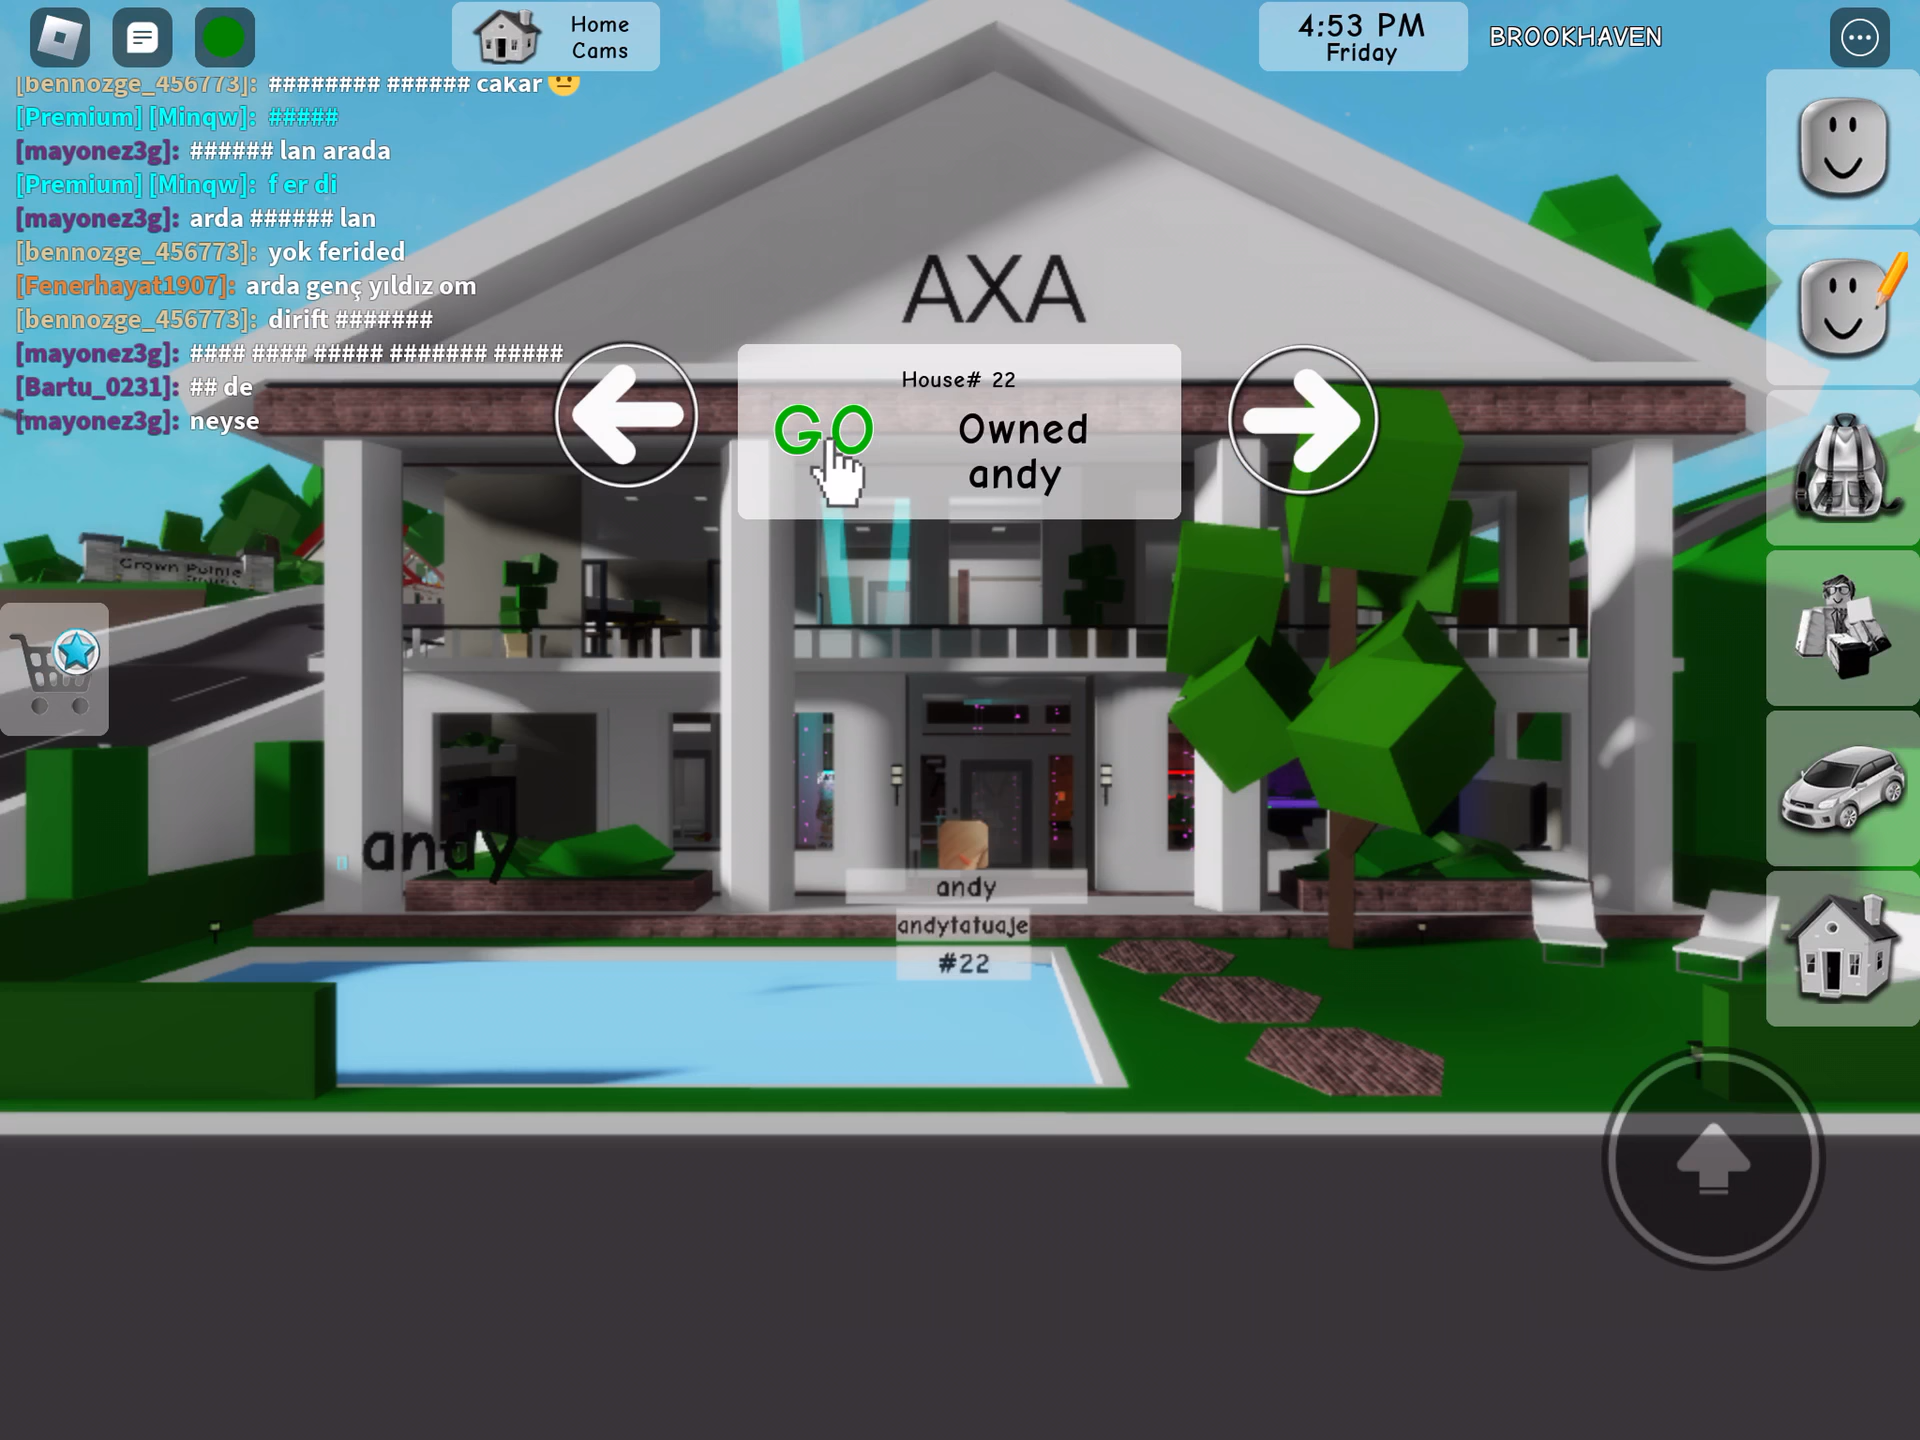 Home
Cams
4:53 PM
Friday
BROOKHAVEN
[bennozge_456773]: ######## ###### cakar 😐
[Premium] [Minqw]: #####
[mayonez3g]: ###### lan arada
[Premium] [Minqw]: f er di
[mayonez3g]: arda ###### lan
[bennozge_456773]: yok ferided
[Fenerhayat1907]: arda genç yıldız om
[bennozge_456773]: dirift #######
[mayonez3g]: #### #### ##### ####### #####
[Bartu_0231]: ## de
[mayonez3g]: neyse
AXA
House# 22
GO
Owned
andy
Crown Pointe
andy
andy
andytatuaje
#22